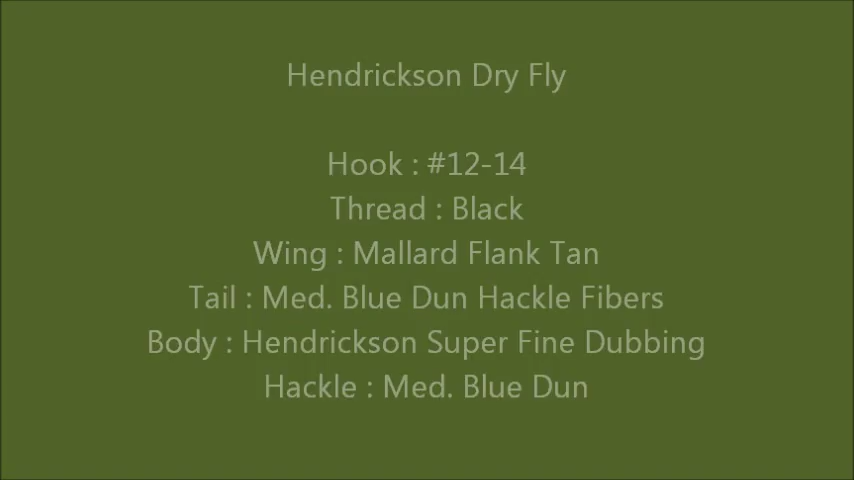 Hendrickson Dry Fly
Hook : #12-14
Thread : Black
Wing : Mallard Flank Tan
Tail : Med. Blue Dun Hackle Fibers
Body : Hendrickson Super Fine Dubbing
Hackle : Med. Blue Dun